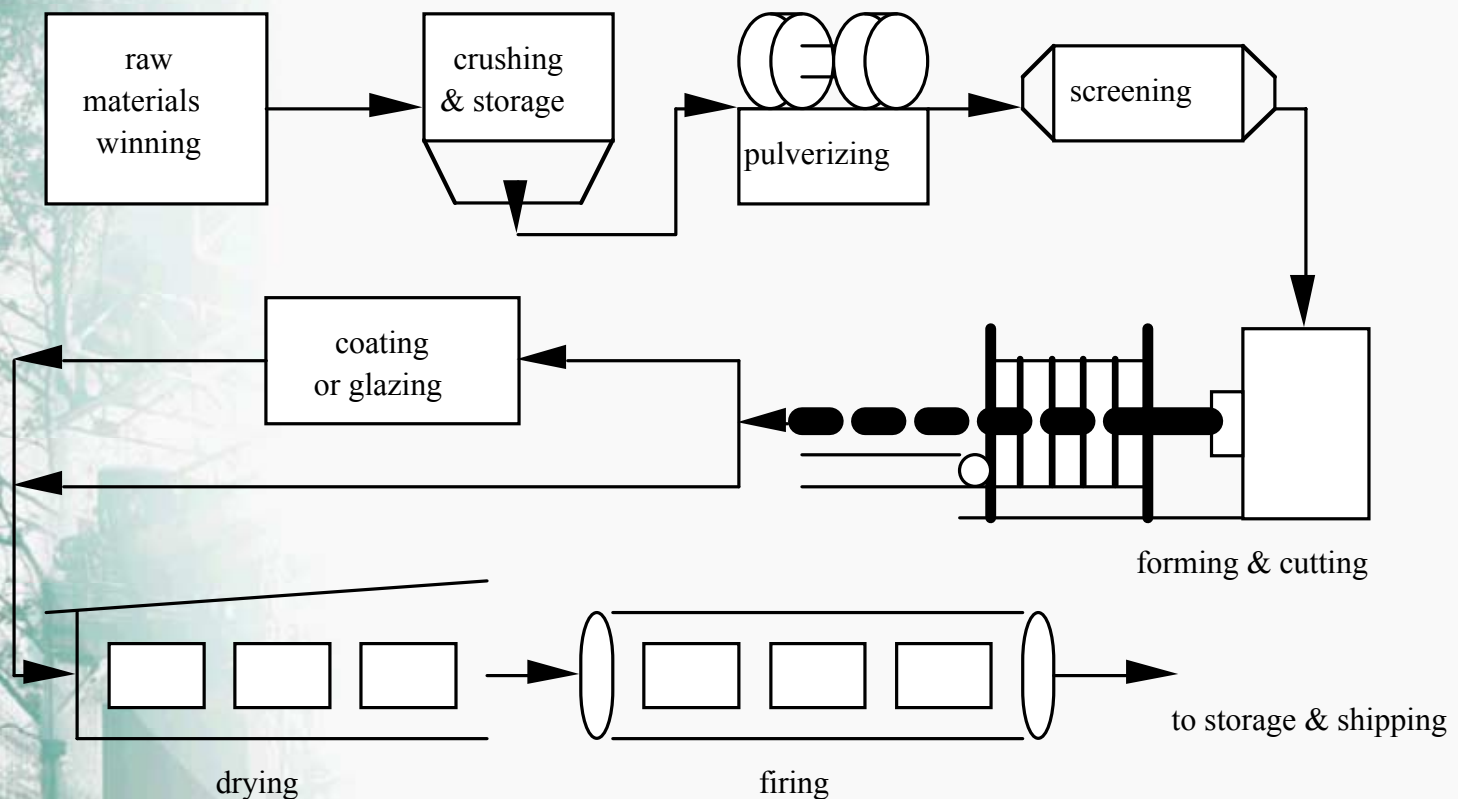 raw
materials
winning
crushing
& storage
pulverizing
screening
coating
or glazing
forming & cutting
to storage & shipping
drying
firing